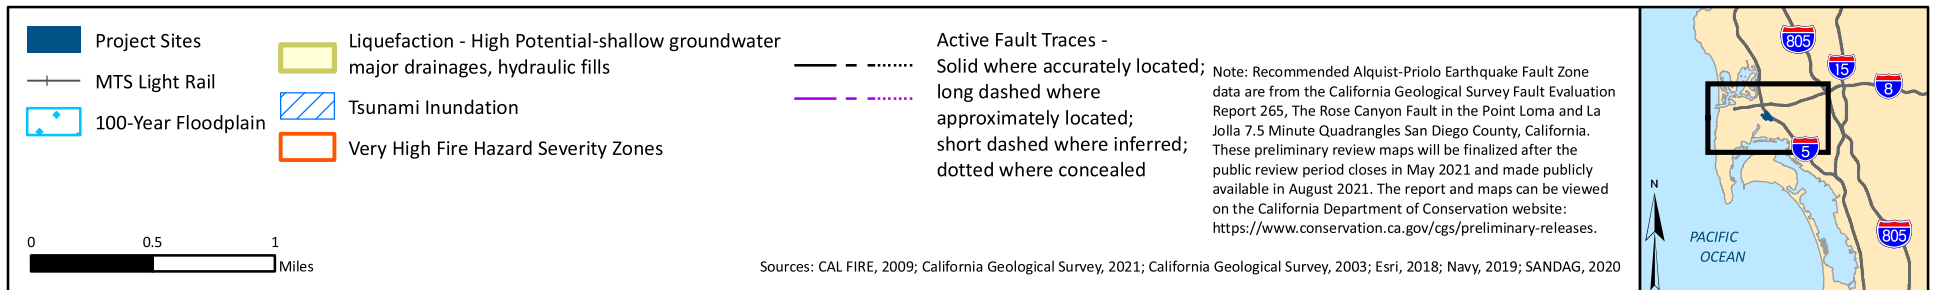 Project Sites
MTS Light Rail
100-Year Floodplain
Liquefaction - High Potential-shallow groundwater
major drainages, hydraulic fills
Tsunami Inundation
Very High Fire Hazard Severity Zones
Active Fault Traces -
Solid where accurately located;
long dashed where
approximately located;
short dashed where inferred;
dotted where concealed
Note: Recommended Alquist-Priolo Earthquake Fault Zone
data are from the California Geological Survey Fault Evaluation
Report 265, The Rose Canyon Fault in the Point Loma and La
Jolla 7.5 Minute Quadrangles San Diego County, California.
These preliminary review maps will be finalized after the
public review period closes in May 2021 and made publicly
available in August 2021. The report and maps can be viewed
on the California Department of Conservation website:
https://www.conservation.ca.gov/cgs/preliminary-releases.
0 0.5 1
Miles
Sources: CAL FIRE, 2009; California Geological Survey, 2021; California Geological Survey, 2003; Esri, 2018; Navy, 2019; SANDAG, 2020
805
15
8
5
N
805
PACIFIC
OCEAN